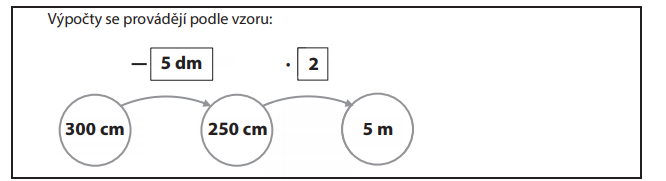 Výpočty se provádějí podle vzoru:
— 5 dm · 2
300 cm 250 cm 5 m